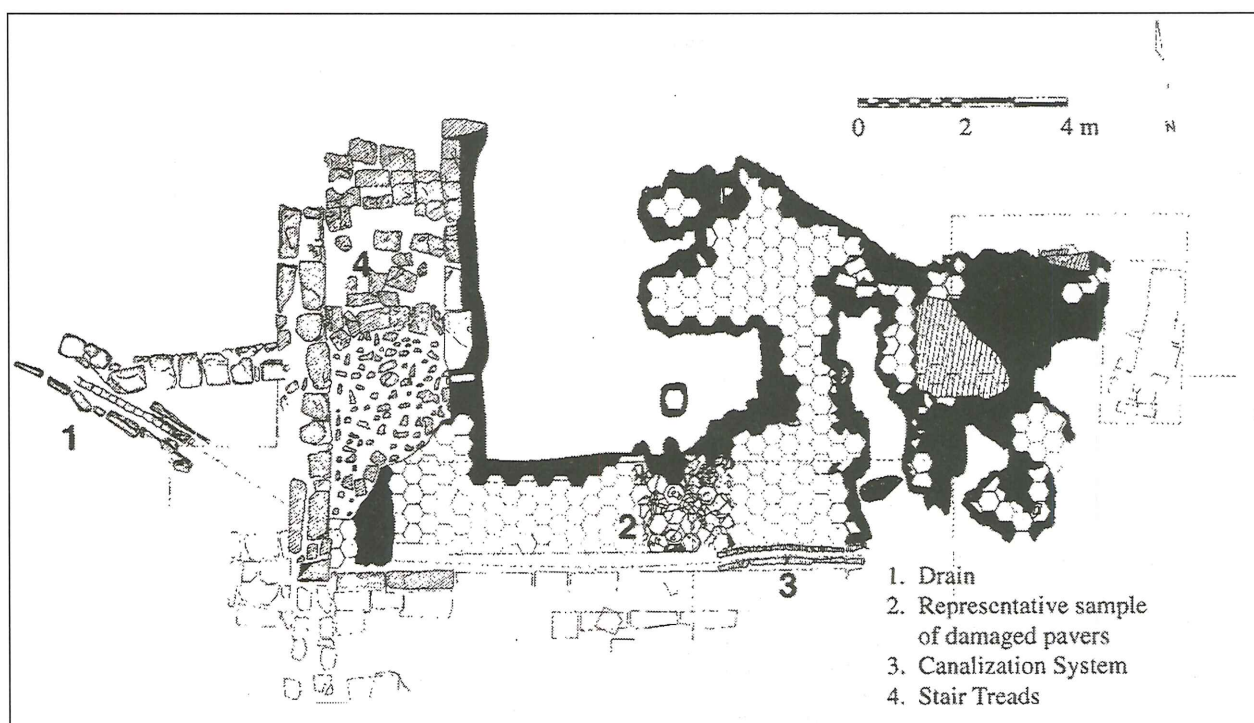 N
0 2 4 m
4
1
2
3
1. Drain
2. Representative sample
of damaged pavers
3. Canalization System
4. Stair Treads